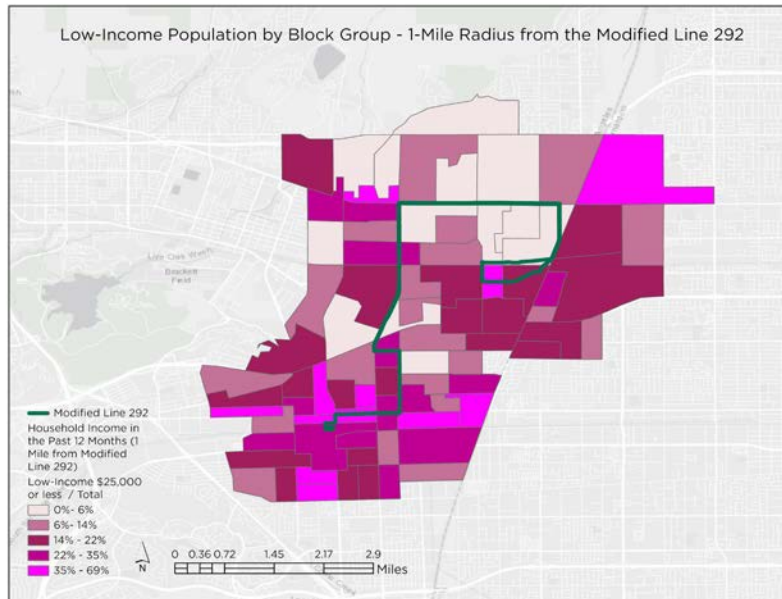 Low-Income Population by Block Group - 1-Mile Radius from the Modified Line 292
Live Oak Wash
Brackett
Field
Modified Line 292
Household Income in
the Past 12 Months (1
Mile from Modified
Line 292)
Low-Income $25,000
or less / Total
0%- 6%
6%- 14%
14% - 22%
22% - 35%
35% - 69%
N
0 0.36 0.72 1.45 2.17 2.9
Miles